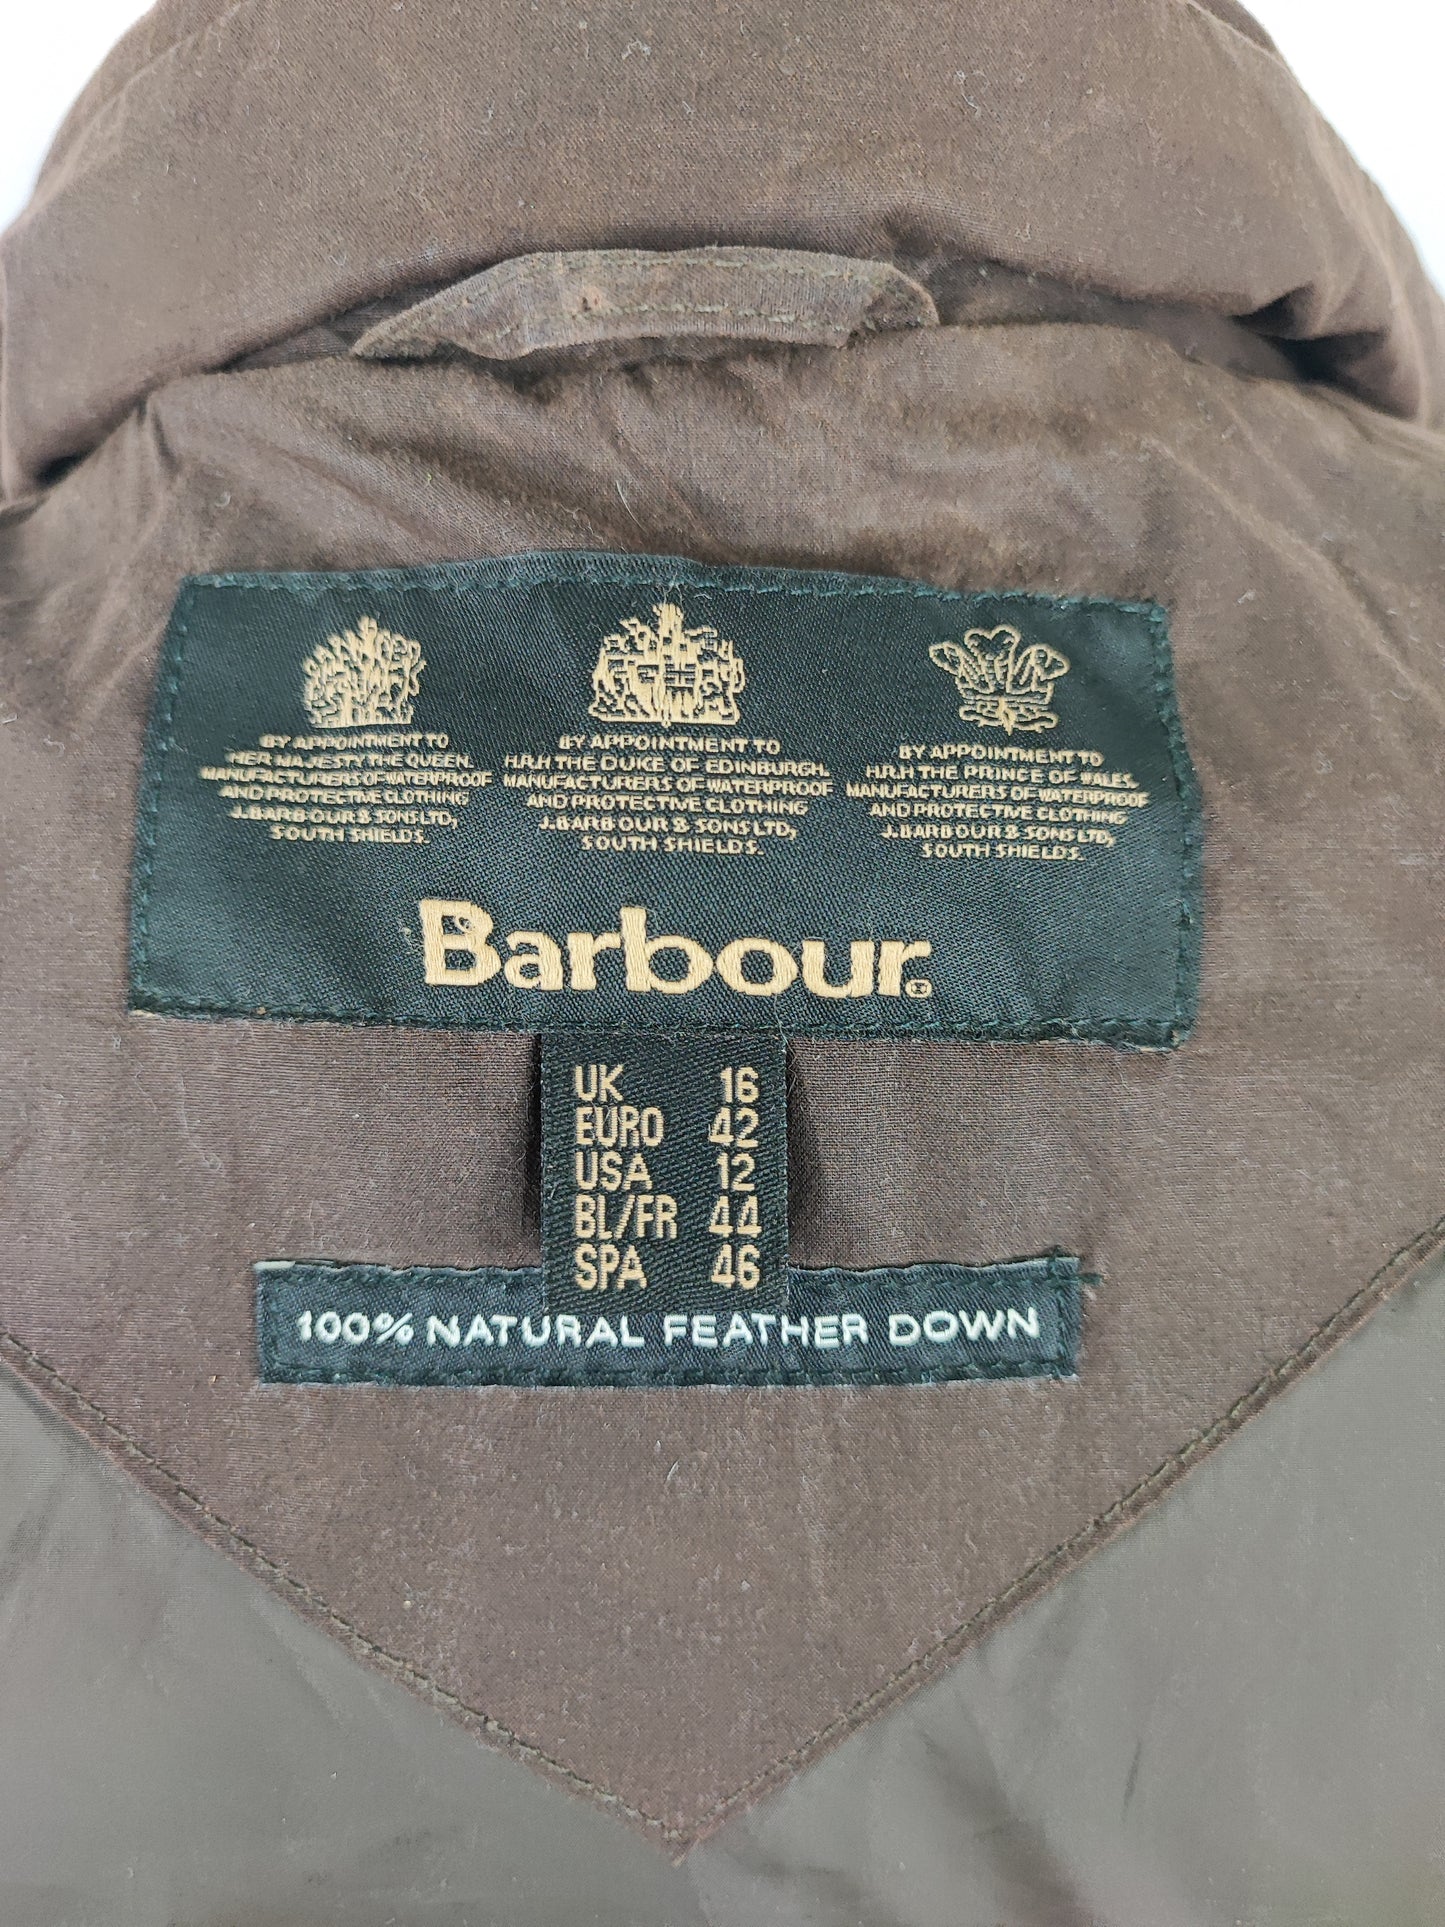 BY APPOINTMENT TO
HER MAJESTY THE QUEEN.
MANUFACTURERS OF WATERPROOF
AND PROTECTIVE CLOTHING
J. BARBOUR & SONS LTD,
SOUTH SHIELDS.
BY APPOINTMENT TO
H.R.H THE DUKE OF EDINBURGH.
MANUFACTURERS OF WATERPROOF
AND PROTECTIVE CLOTHING
J. BARBOUR & SONS LTD,
SOUTH SHIELDS.
BY APPOINTMENT TO
H.R.H THE PRINCE OF WALES.
MANUFACTURERS OF WATERPROOF
AND PROTECTIVE CLOTHING
J. BARBOUR & SONS LTD,
SOUTH SHIELDS.
Barbour®
UK 16
EURO 42
USA 12
BL/FR 44
SPA 46
100% NATURAL FEATHER DOWN